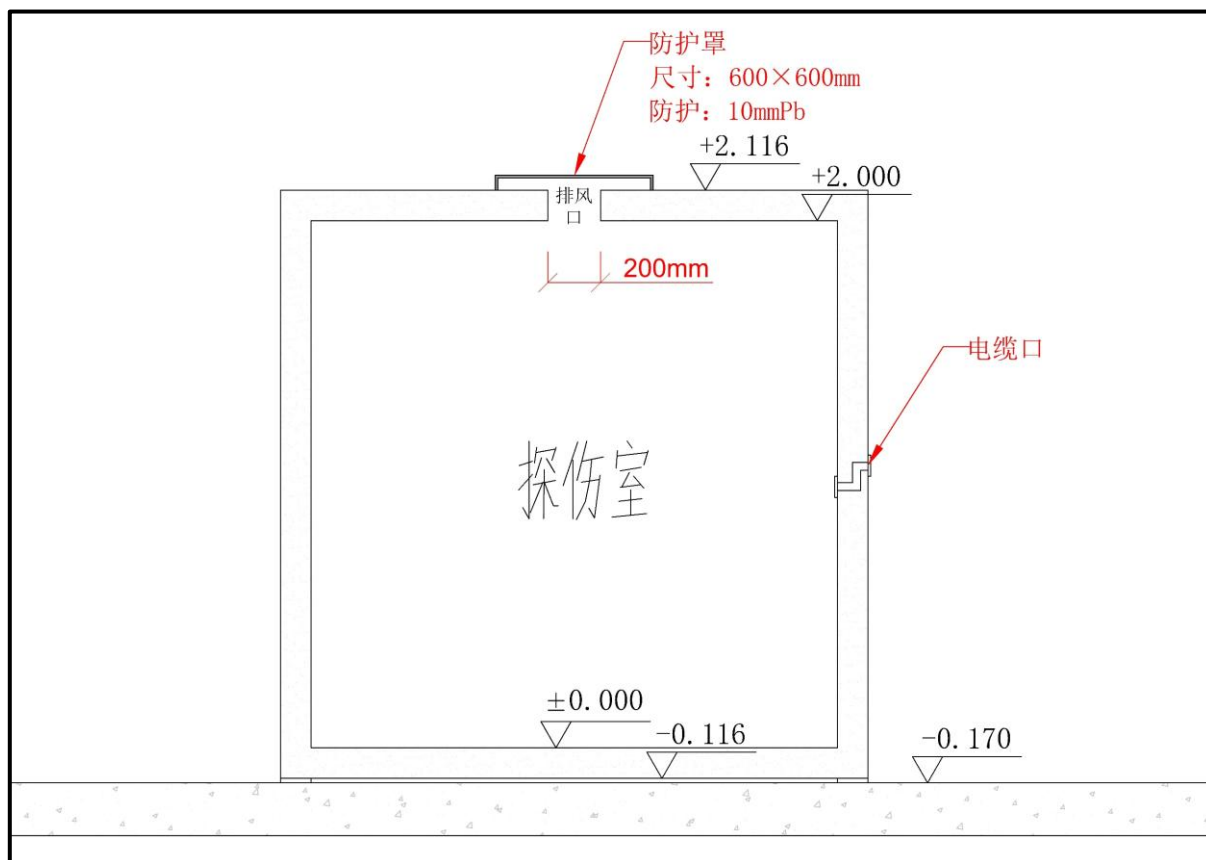 防护罩
尺寸：600×600mm
防护：10mmPb
+2.116
+2.000
排风
口
200mm
电缆口
探伤室
±0.000
-0.116
-0.170